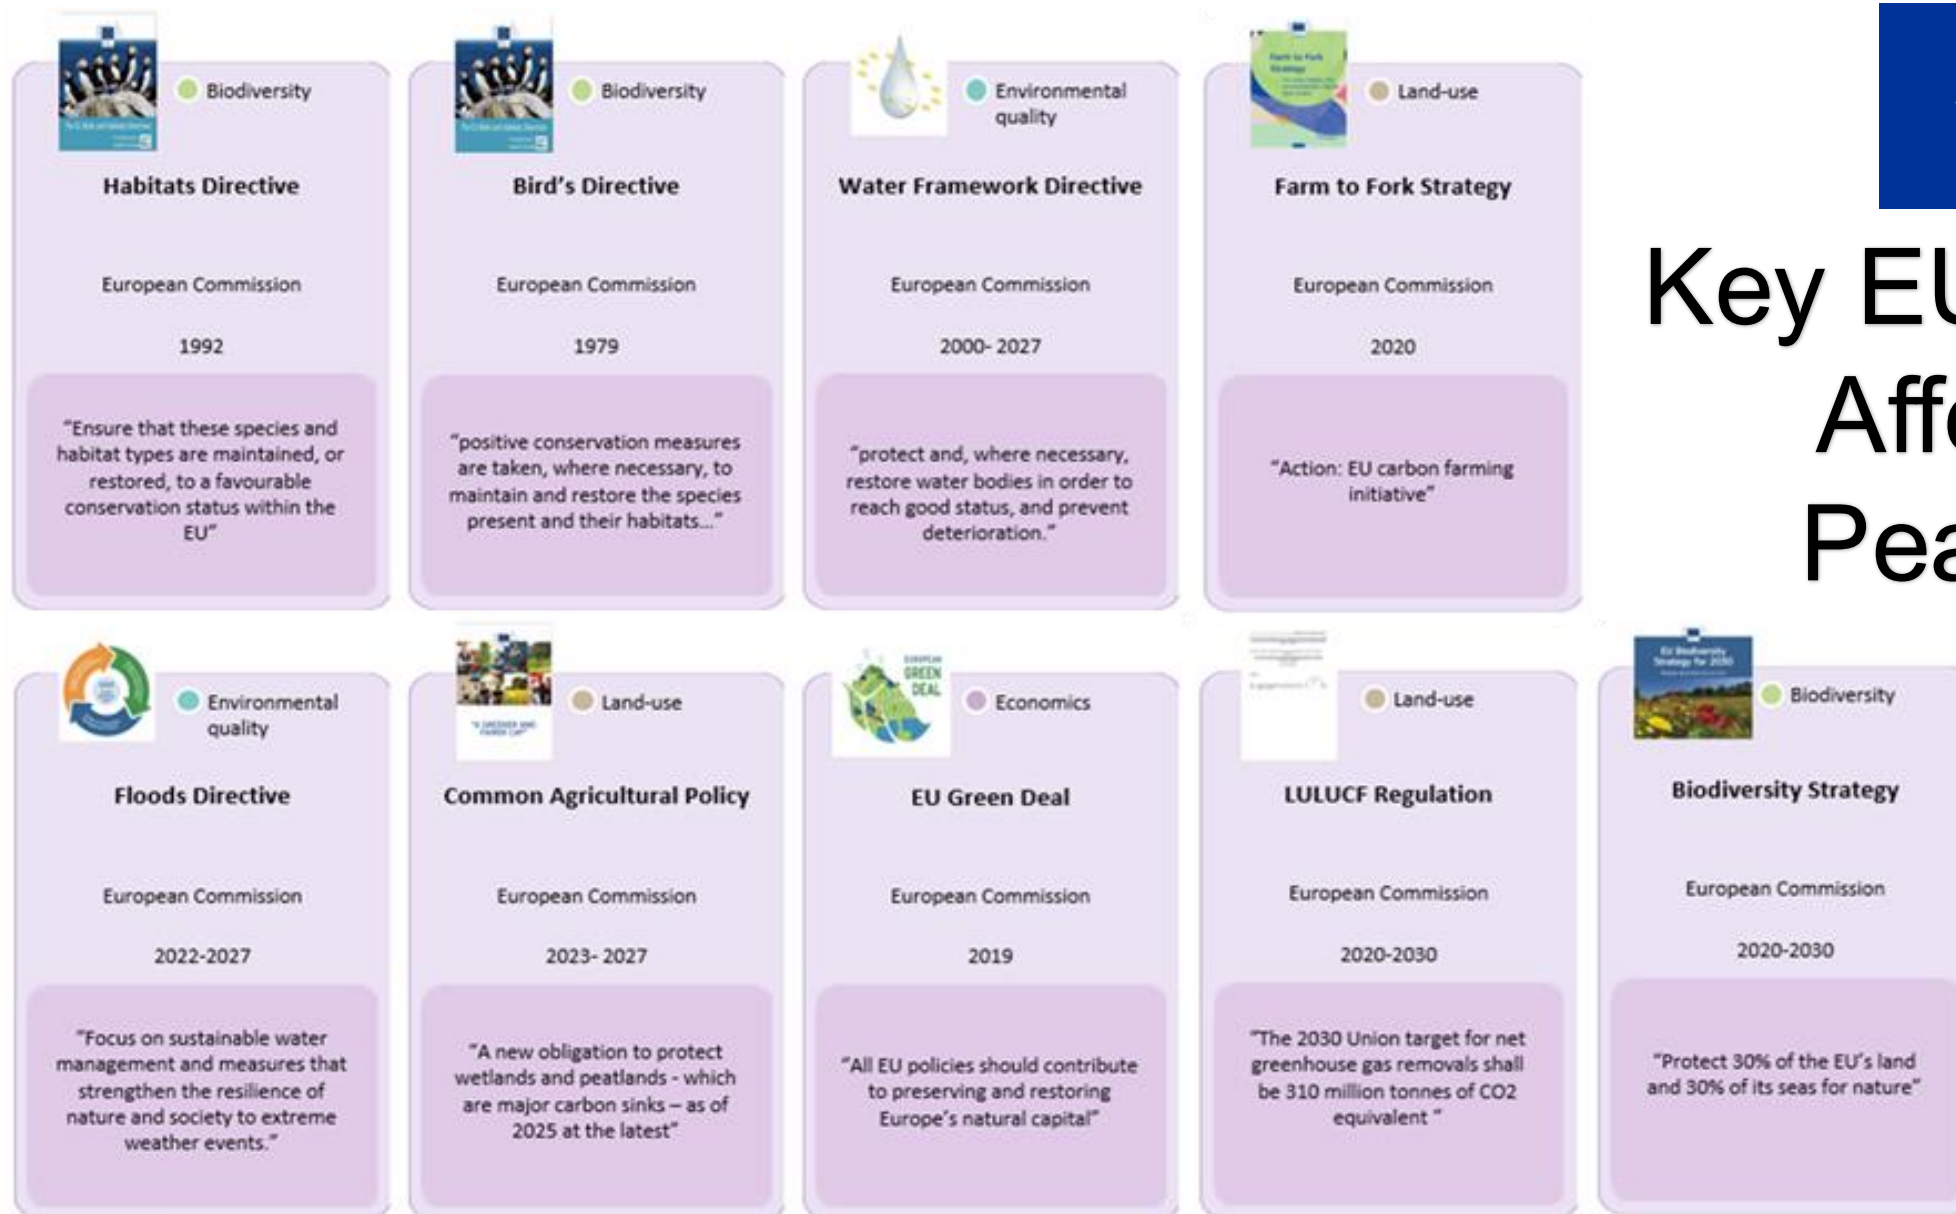 Biodiversity
Habitats Directive
European Commission
1992
“Ensure that these species and
habitat types are maintained, or
restored, to a favourable
conservation status within the
EU”
Biodiversity
Bird’s Directive
European Commission
1979
“positive conservation measures
are taken, where necessary, to
maintain and restore the species
present and their habitats...”
Environmental
quality
Water Framework Directive
European Commission
2000- 2027
“protect and, where necessary,
restore water bodies in order to
reach good status, and prevent
deterioration.”
Farm to Fork
Strategy
Land-use
Farm to Fork Strategy
European Commission
2020
“Action: EU carbon farming
initiative”
Key EU
Affe
Pea
Environmental
quality
Floods Directive
European Commission
2022-2027
“Focus on sustainable water
management and measures that
strengthen the resilience of
nature and society to extreme
weather events.”
Land-use
Common Agricultural Policy
European Commission
2023- 2027
“A new obligation to protect
wetlands and peatlands - which
are major carbon sinks – as of
2025 at the latest”
EUROPEAN
GREEN
DEAL
Economics
EU Green Deal
European Commission
2019
“All EU policies should contribute
to preserving and restoring
Europe’s natural capital”
Land-use
LULUCF Regulation
European Commission
2020-2030
“The 2030 Union target for net
greenhouse gas removals shall
be 310 million tonnes of CO2
equivalent “
EU Biodiversity
Strategy for 2030
Biodiversity
Biodiversity Strategy
European Commission
2020-2030
“Protect 30% of the EU’s land
and 30% of its seas for nature”